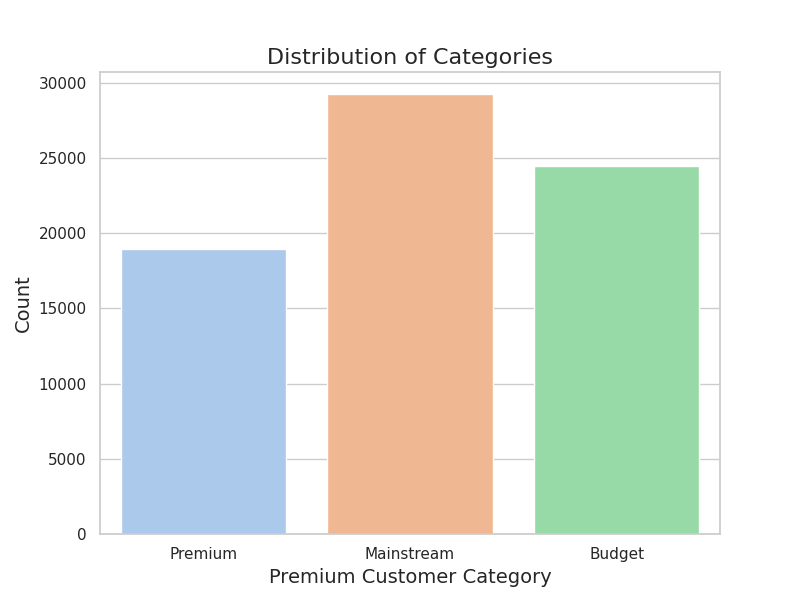 Distribution of Categories
30000
25000
20000
15000
10000
5000
0
Count
Premium
Mainstream
Budget
Premium Customer Category